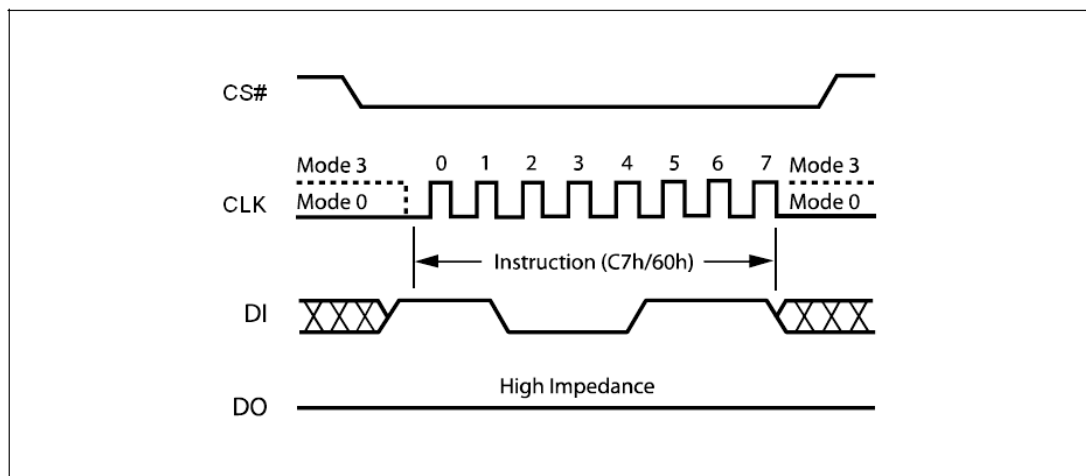 CS#
Mode 3 0 1 2 3 4 5 6 7 Mode 3
CLK Mode 0 Mode 0
Instruction (C7h/60h)
DI
High Impedance
DO